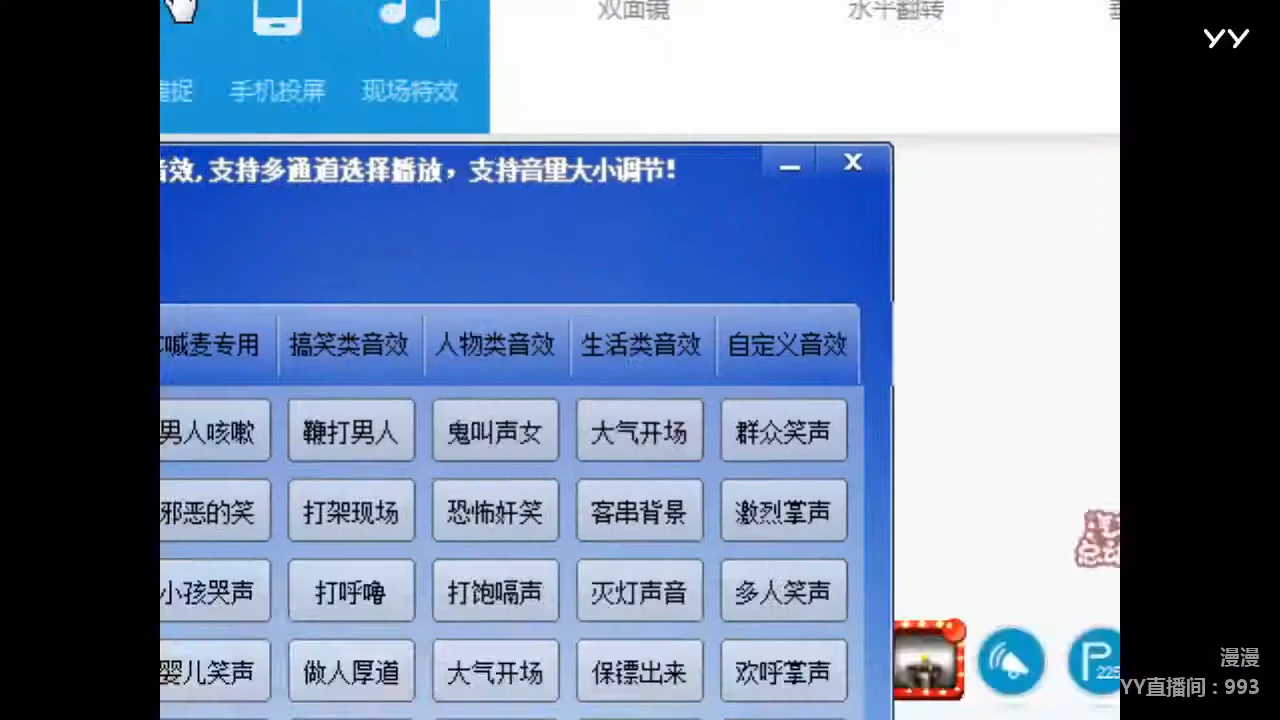 双面镜 水平翻转
YY
捉 手机投屏 现场特效
音效,支持多通道选择播放，支持音里大小调节!
喊麦专用 搞笑类音效 人物类音效 生活类音效 自定义音效
男人咳嗽 鞭打男人 鬼叫声女 大气开场 群众笑声
邪恶的笑 打架现场 恐怖奸笑 客串背景 激烈掌声
小孩哭声 打呼噜 打饱嗝声 灭灯声音 多人笑声
婴儿笑声 做人厚道 大气开场 保镖出来 欢呼掌声
P 225
漫漫
YY直播间：993